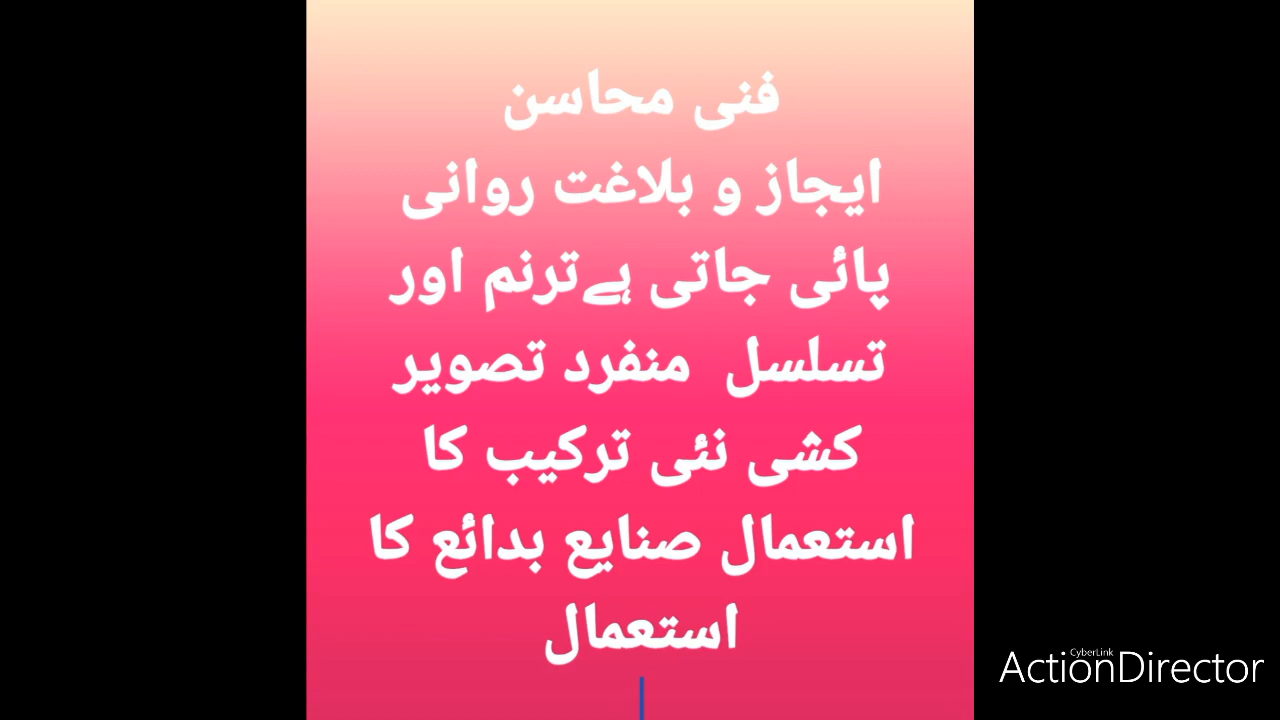 فنی محاسن
ایجاز و بلاغت روانی
پائی جاتی ہےترنم اور
تسلسل منفرد تصویر
کشی نئی ترکیب کا
استعمال صنایع بدائع کا
استعمال
CyberLink
ActionDirector